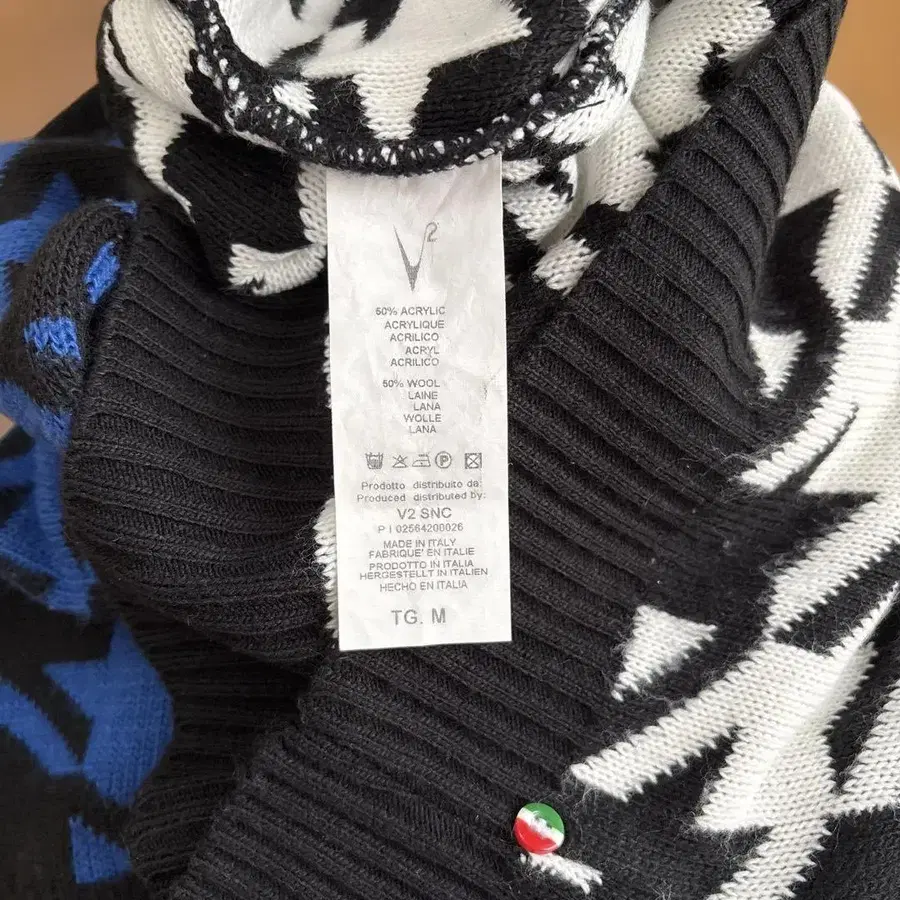 V2
50% ACRYLIC
ACRYLIQUE
ACRILICO
ACRYL
ACRILICO
50% WOOL
LAINE
LANA
WOLLE
LANA
P
Prodotto distribuito da:
Produced distributed by:
V2 SNC
P I 02564200026
MADE IN ITALY
FABRIQUE' EN ITALIE
PRODOTTO IN ITALIA
HERGESTELLT IN ITALIEN
HECHO EN ITALIA
TG. M